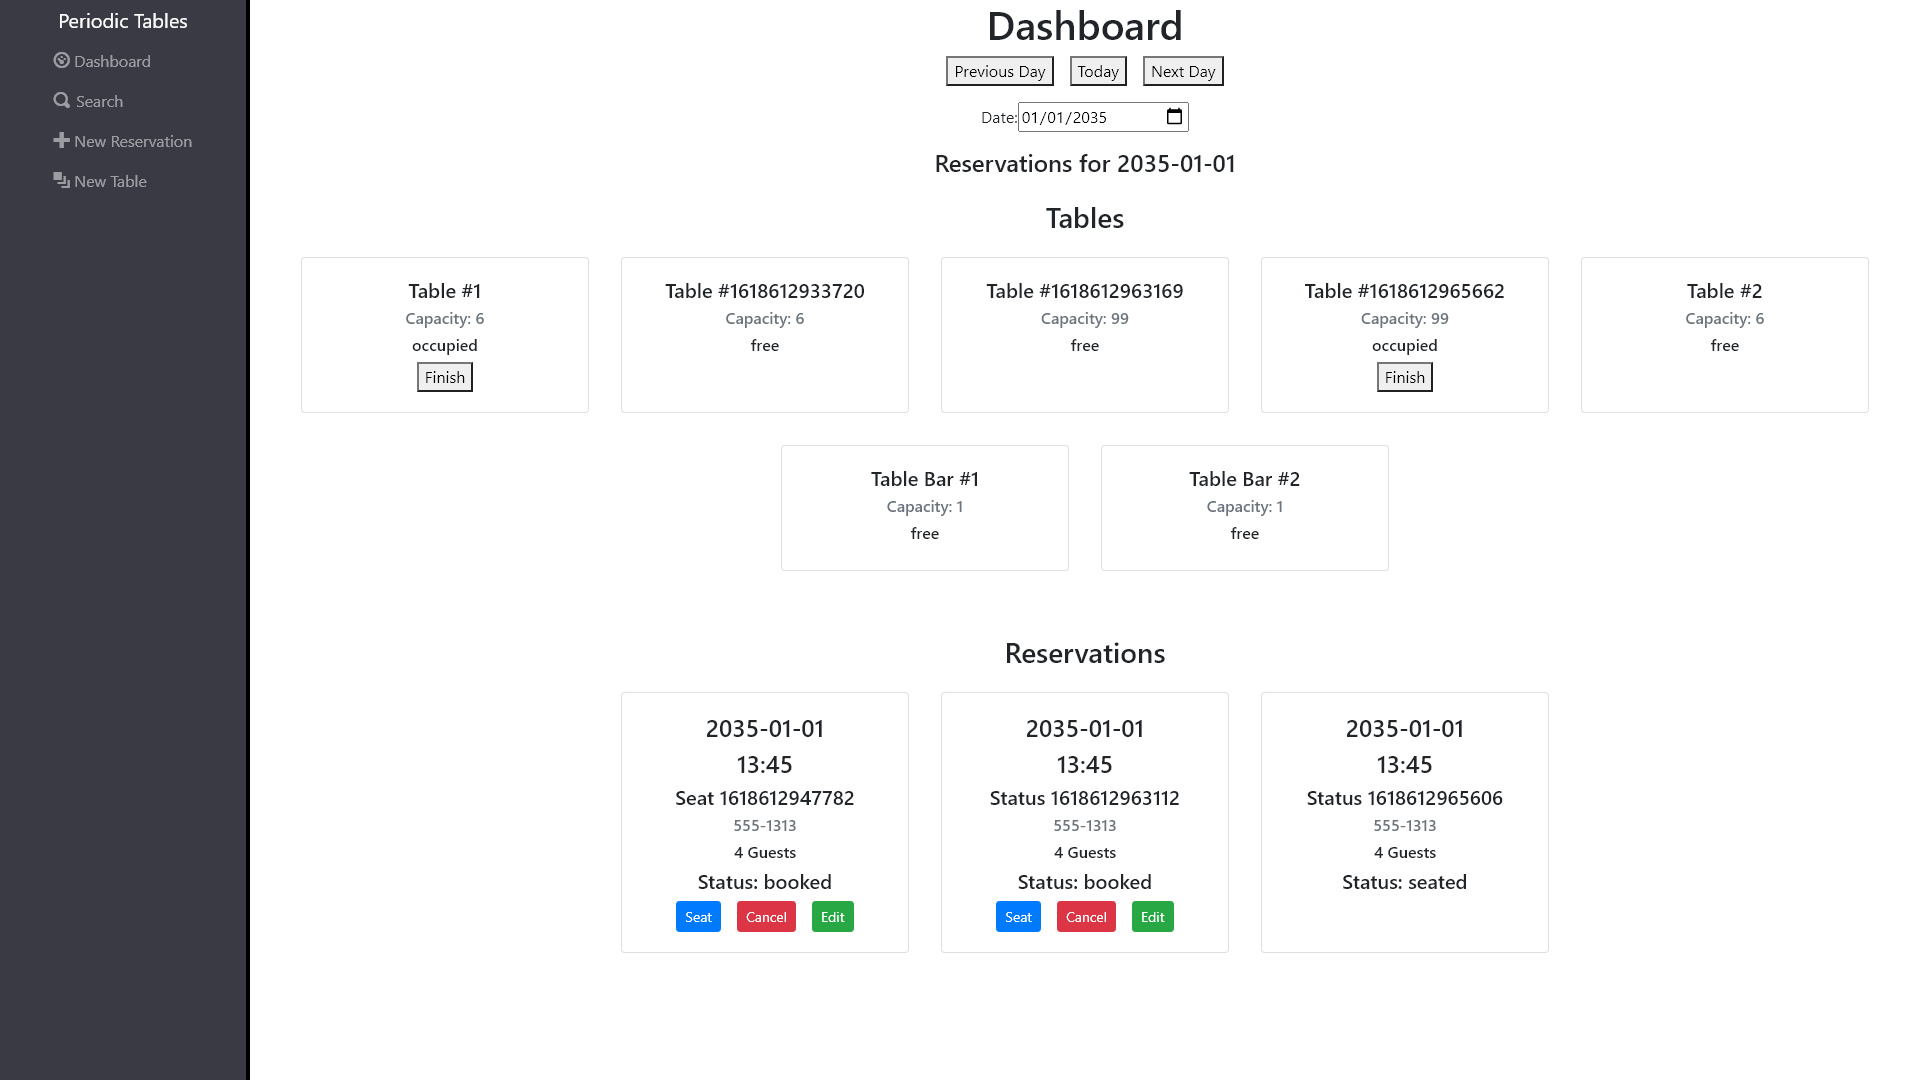 Periodic Tables
Dashboard
Search
New Reservation
New Table
Dashboard
Previous Day Today Next Day
Date: 01/01/2035
Reservations for 2035-01-01
Tables
Table #1
Capacity: 6
occupied
Finish
Table #1618612933720
Capacity: 6
free
Table #1618612963169
Capacity: 99
free
Table #1618612965662
Capacity: 99
occupied
Finish
Table #2
Capacity: 6
free
Table Bar #1
Capacity: 1
free
Table Bar #2
Capacity: 1
free
Reservations
2035-01-01
13:45
Seat 1618612947782
555-1313
4 Guests
Status: booked
Seat Cancel Edit
2035-01-01
13:45
Status 1618612963112
555-1313
4 Guests
Status: booked
Seat Cancel Edit
2035-01-01
13:45
Status 1618612965606
555-1313
4 Guests
Status: seated